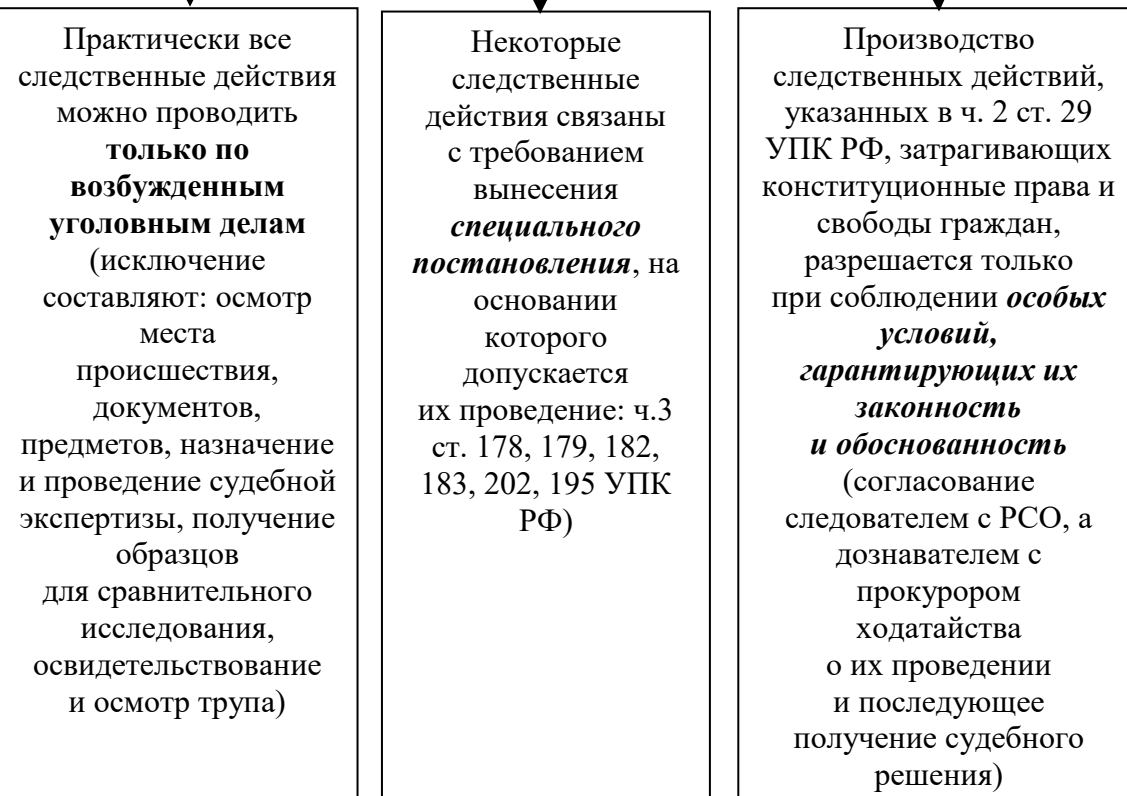 Практически все
следственные действия
можно проводить
только по
возбужденным
уголовным делам
(исключение
составляют: осмотр
места
происшествия,
документов,
предметов, назначение
и проведение судебной
экспертизы, получение
образцов
для сравнительного
исследования,
освидетельствование
и осмотр трупа)
Некоторые
следственные
действия связаны
с требованием
вынесения
специального
постановления, на
основании
которого
допускается
их проведение: ч.3
ст. 178, 179, 182,
183, 202, 195 УПК
РФ)
Производство
следственных действий,
указанных в ч. 2 ст. 29
УПК РФ, затрагивающих
конституционные права и
свободы граждан,
разрешается только
при соблюдении особых
условий,
гарантирующих их
законность
и обоснованность
(согласование
следователем с РСО, а
дознавателем с
прокурором
ходатайства
о их проведении
и последующее
получение судебного
решения)